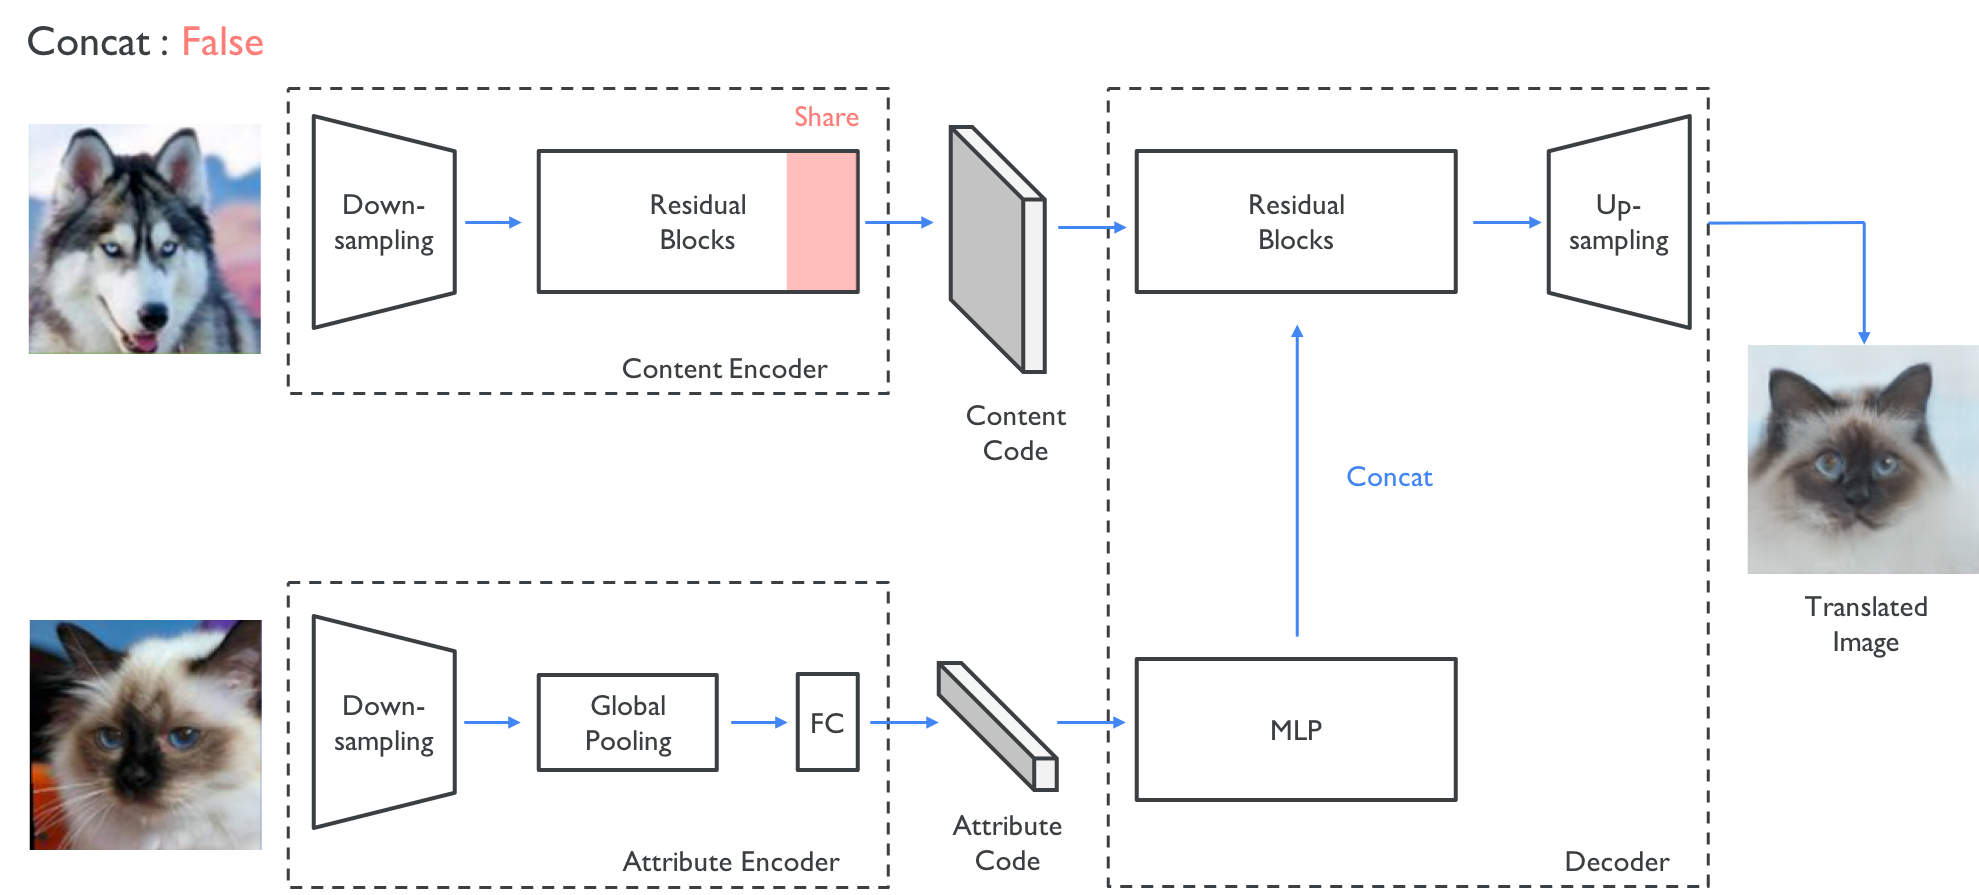 Concat : False
Share
Down-
sampling
Residual
Blocks
Content Encoder
Content
Code
Residual
Blocks
Up-
sampling
Concat
Translated
Image
Down-
sampling
Global
Pooling
FC
Attribute Encoder
Attribute
Code
MLP
Decoder